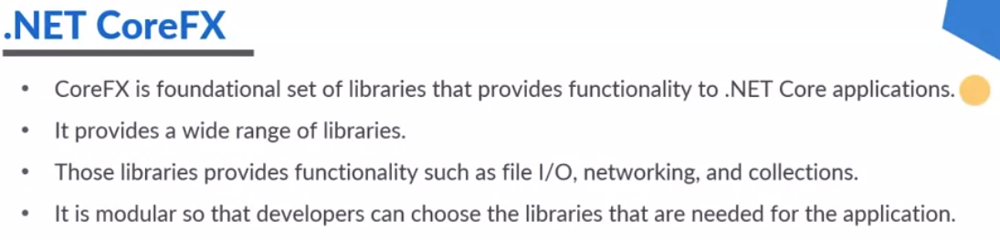 .NET CoreFX
• CoreFX is foundational set of libraries that provides functionality to .NET Core applications.
• It provides a wide range of libraries.
• Those libraries provides functionality such as file I/O, networking, and collections.
• It is modular so that developers can choose the libraries that are needed for the application.